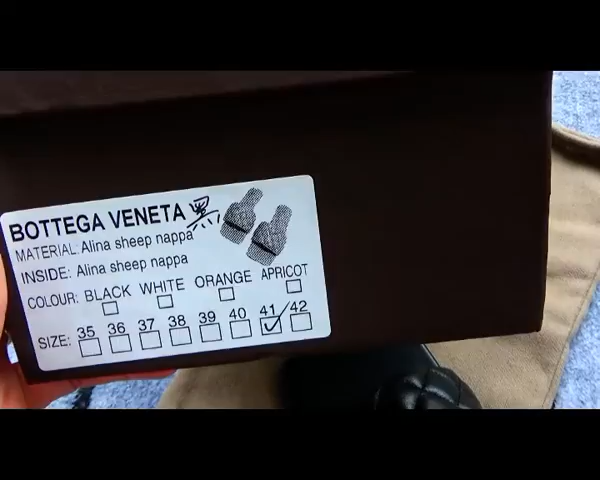 BOTTEGA VENETA 黑
MATERIAL: Alina sheep nappa
INSIDE: Alina sheep nappa
COLOUR: BLACK WHITE ORANGE APRICOT
SIZE: 35 36 37 38 39 40 41 42